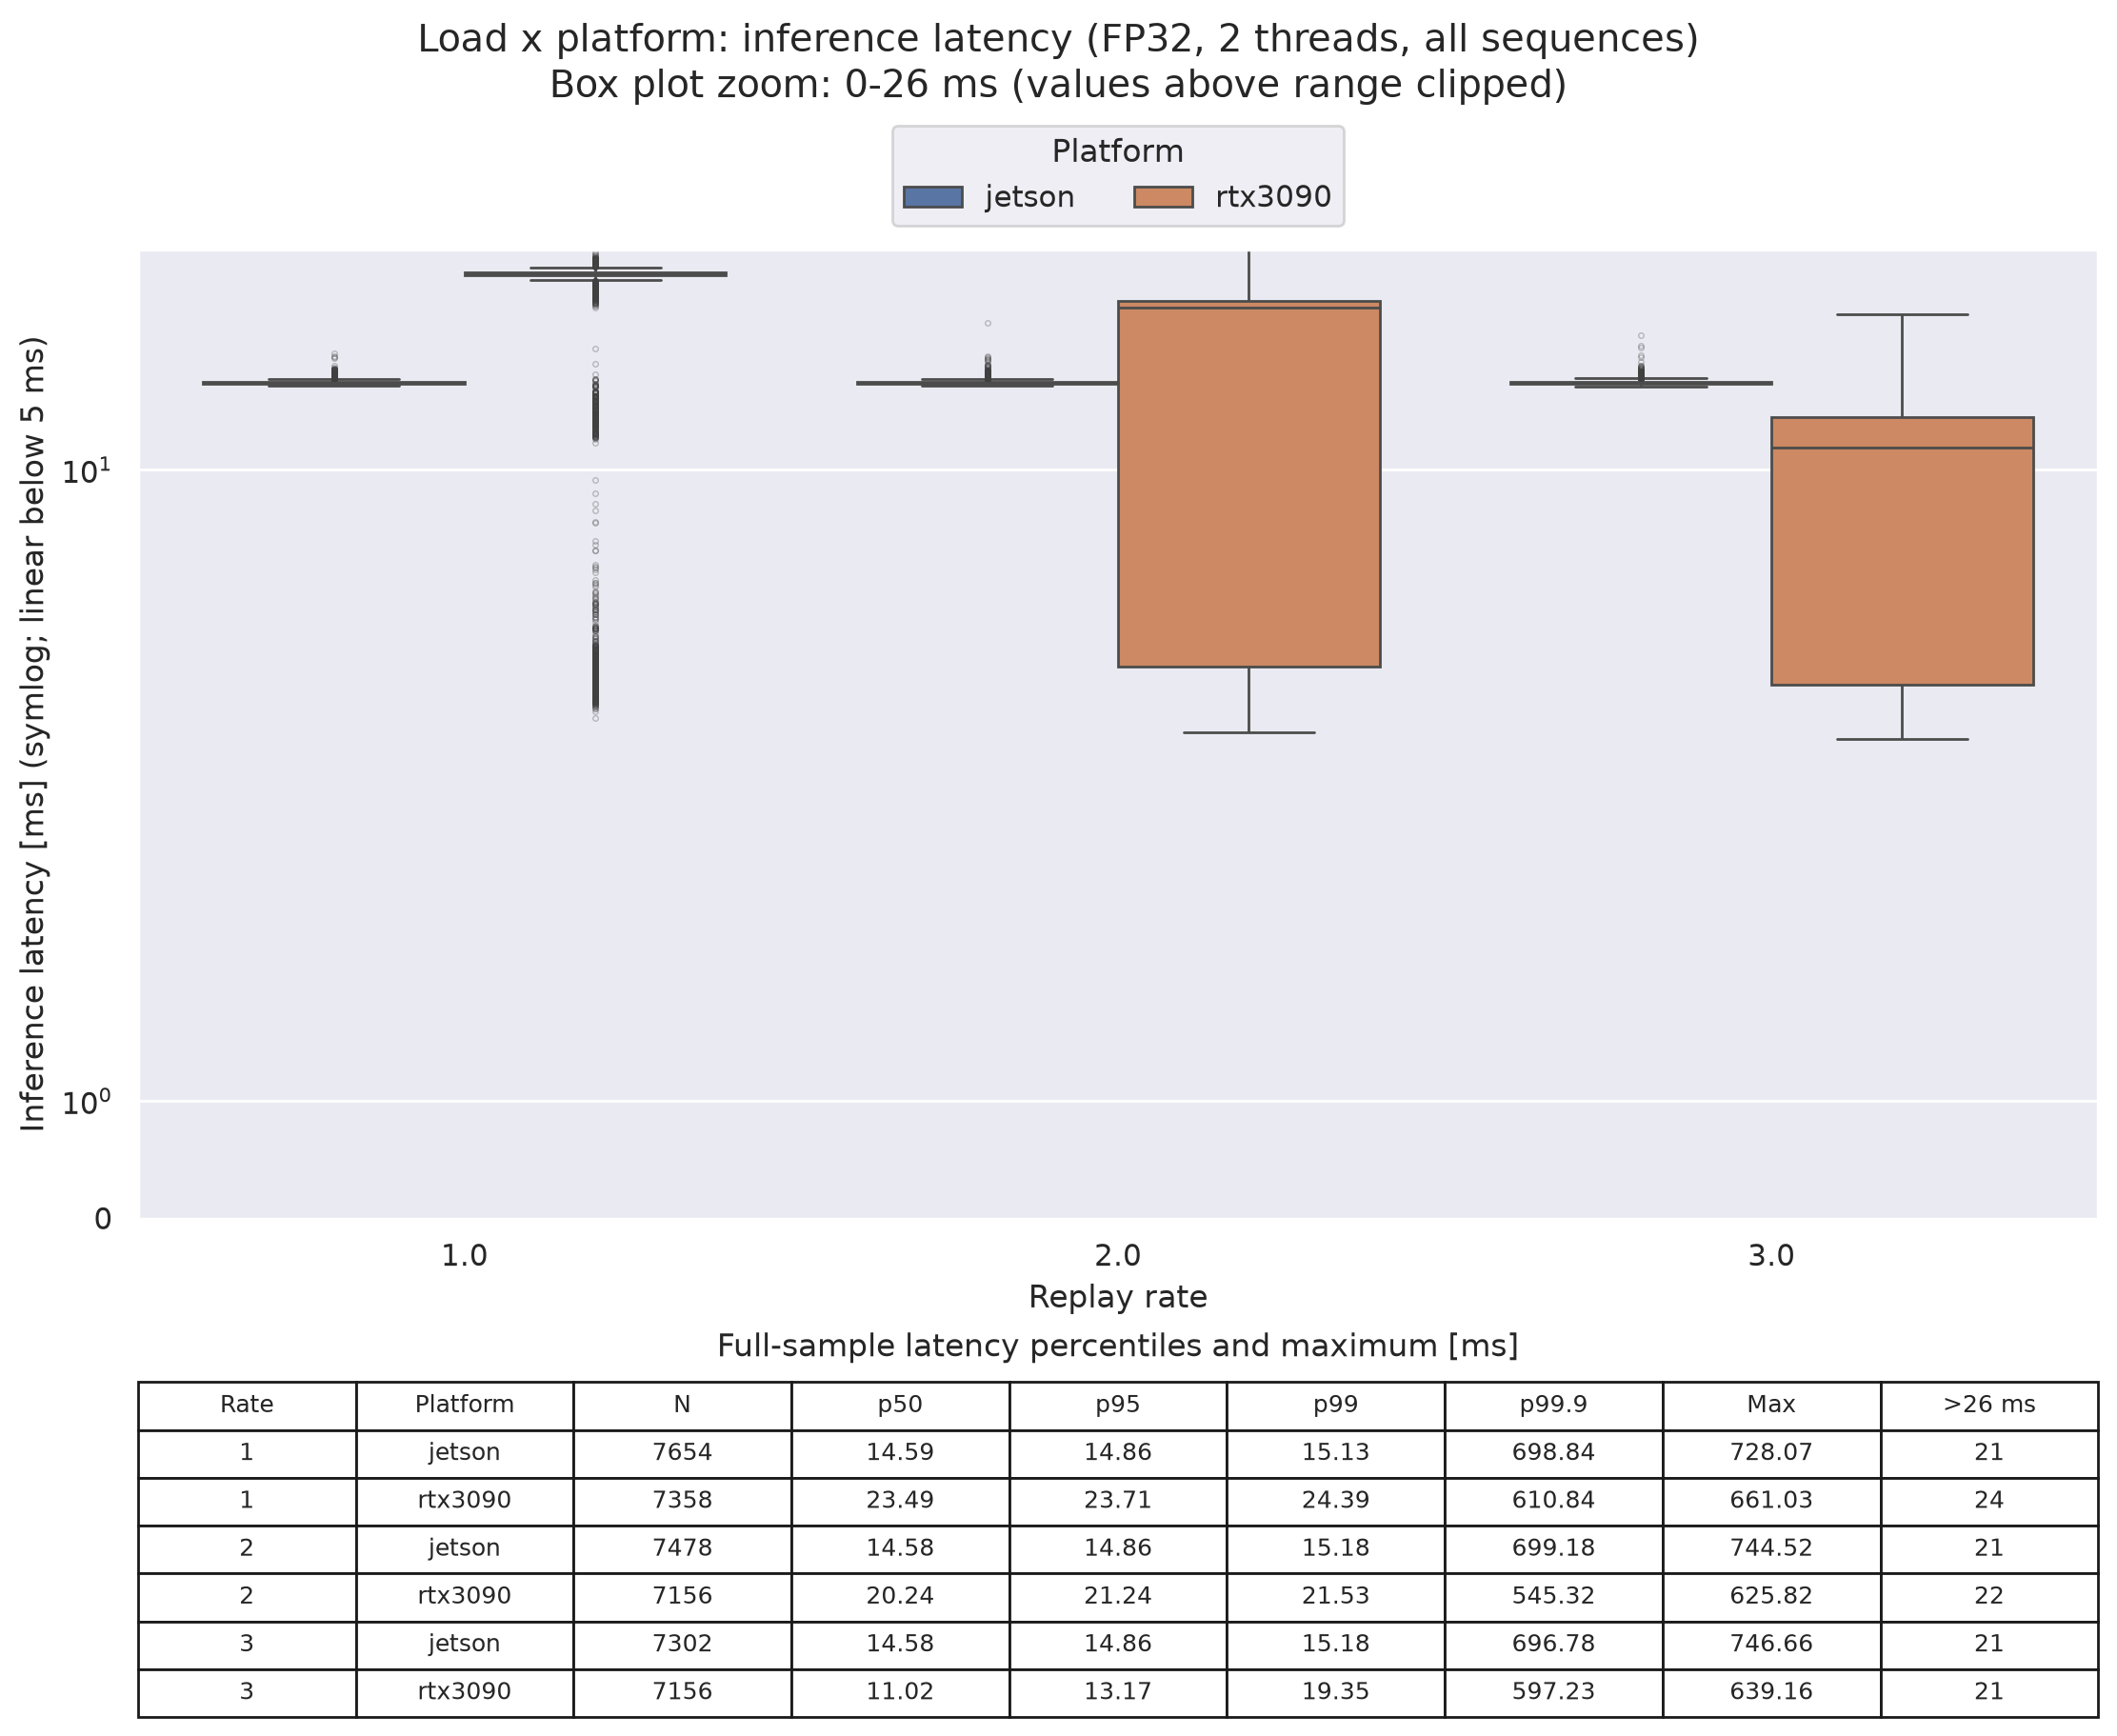 Load x platform: inference latency (FP32, 2 threads, all sequences)
Box plot zoom: 0-26 ms (values above range clipped)
Platform
jetson rtx3090
Inference latency [ms] (symlog; linear below 5 ms)
10¹
10⁰
0
1.0 2.0 3.0
Replay rate
Full-sample latency percentiles and maximum [ms]
Rate Platform N p50 p95 p99 p99.9 Max >26 ms
1 jetson 7654 14.59 14.86 15.13 698.84 728.07 21
1 rtx3090 7358 23.49 23.71 24.39 610.84 661.03 24
2 jetson 7478 14.58 14.86 15.18 699.18 744.52 21
2 rtx3090 7156 20.24 21.24 21.53 545.32 625.82 22
3 jetson 7302 14.58 14.86 15.18 696.78 746.66 21
3 rtx3090 7156 11.02 13.17 19.35 597.23 639.16 21